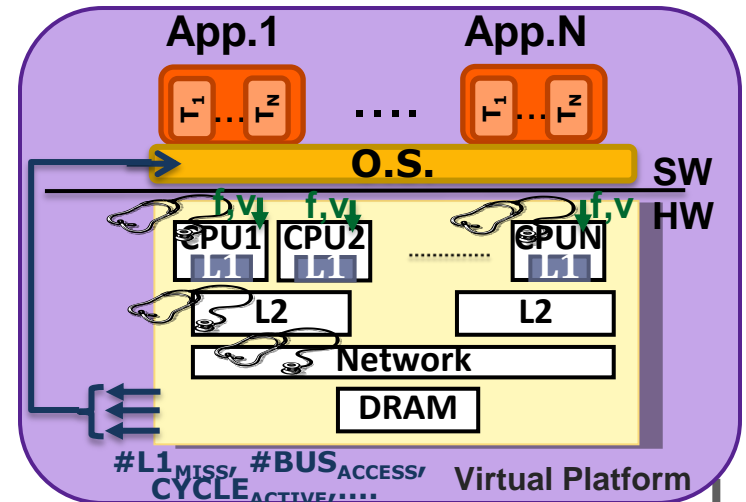 App.1 App.N
T1 ... TN .... T1 ... TN
O.S.
SW
f,v f,v f,v HW
CPU1 CPU2 ............... CPUN
L1 L1 L1
L2 L2
Network
DRAM
#L1MISS, #BUSACCESS,
CYCLEACTIVE,....
Virtual Platform